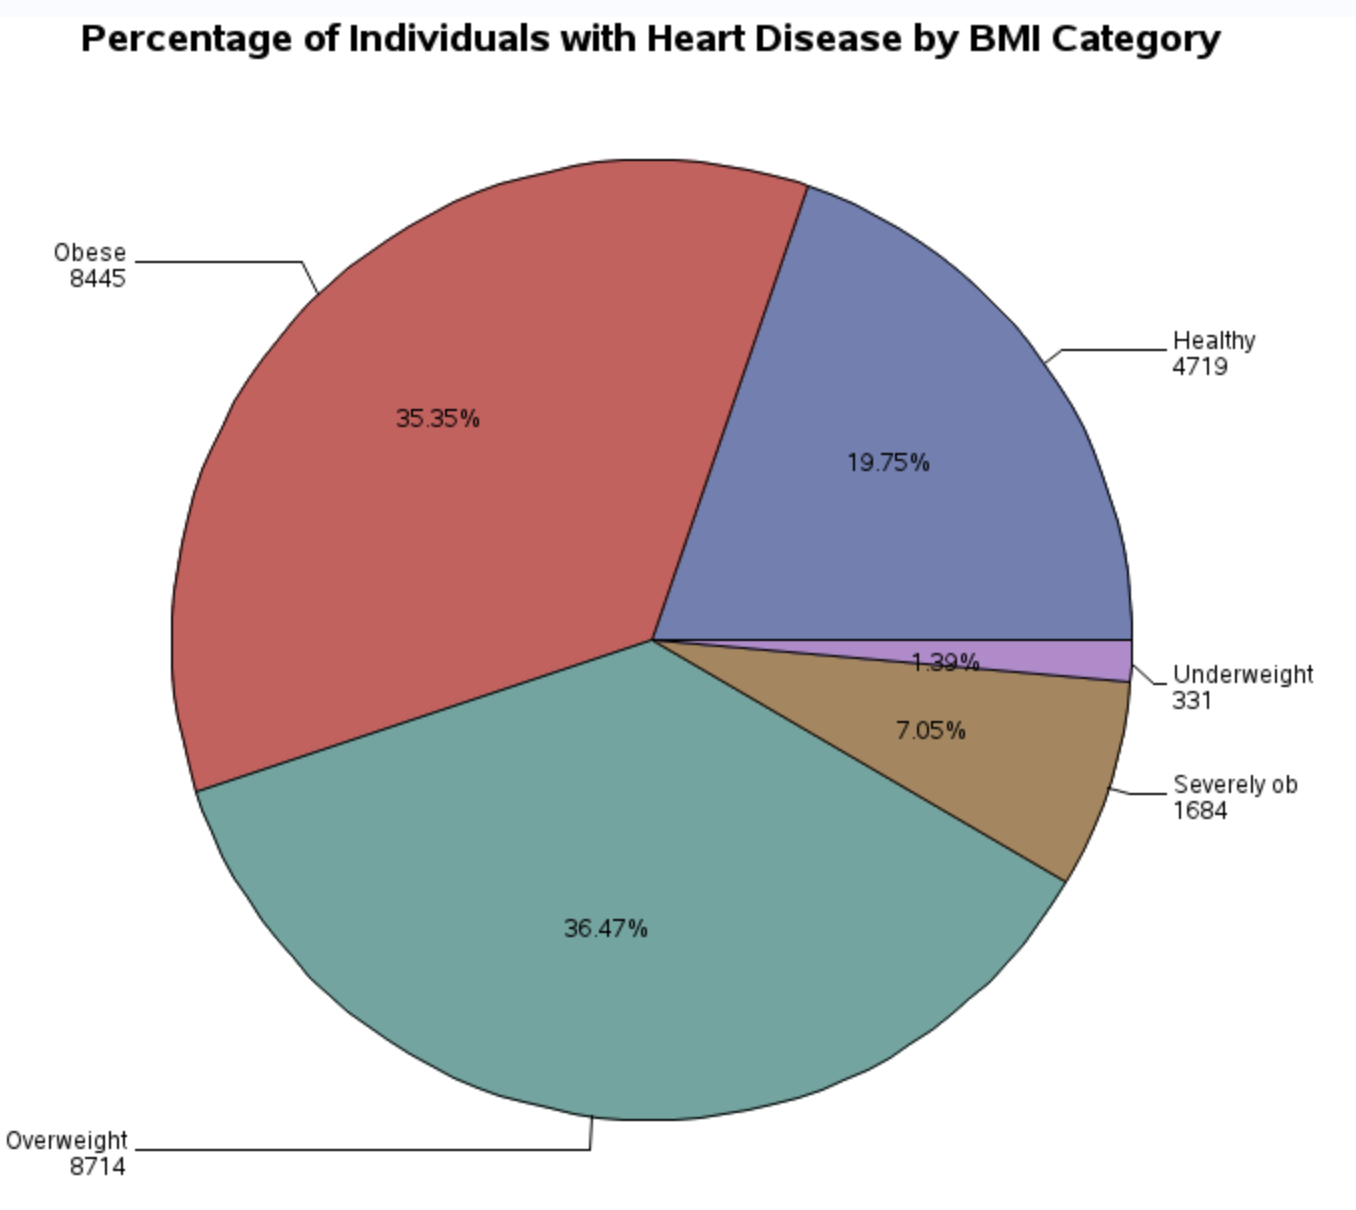 Percentage of Individuals with Heart Disease by BMI Category
Obese
8445
Healthy
4719
35.35%
19.75%
1.39%
Underweight
331
7.05%
Severely ob
1684
36.47%
Overweight
8714